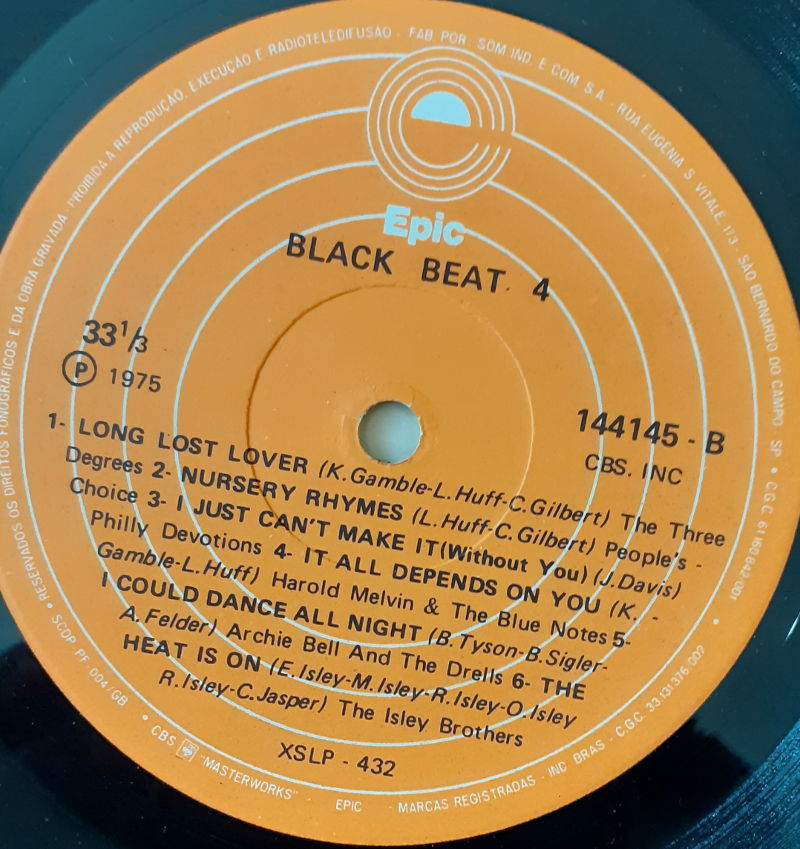 RESERVADOS OS DIREITOS FONOGRÁFICOS E DA OBRA GRAVADA - PROIBIDA A REPRODUÇÃO, EXECUÇÃO E RADIOTELEDIFUSÃO - FAB. POR SOM IND. E COM S.A. - RUA EUGÊNIA S. VITALE, 173 - SÃO BERNARDO DO CAMPO SP • C.G.C. 61.160.842/001
Epic
BLACK BEAT 4
33 1/3
Ⓟ 1975
144145 - B
CBS. INC
1- LONG LOST LOVER (K.Gamble-L.Huff-C.Gilbert) The Three
Degrees 2- NURSERY RHYMES (L.Huff-C.Gilbert) People's -
Choice 3- I JUST CAN'T MAKE IT(Without You) (J.Davis)
Philly Devotions 4- IT ALL DEPENDS ON YOU (K. -
Gamble-L.Huff) Harold Melvin & The Blue Notes 5-
I COULD DANCE ALL NIGHT (B.Tyson-B.Sigler-
A.Felder) Archie Bell And The Drells 6- THE
HEAT IS ON (E.Isley-M.Isley-R.Isley-O.Isley
R.Isley-C.Jasper) The Isley Brothers
XSLP - 432
• SCDP PF 004/GB • CBS "MASTERWORKS" EPIC - MARCAS REGISTRADAS - IND. BRAS - C.G.C. 33.131.376.002 •